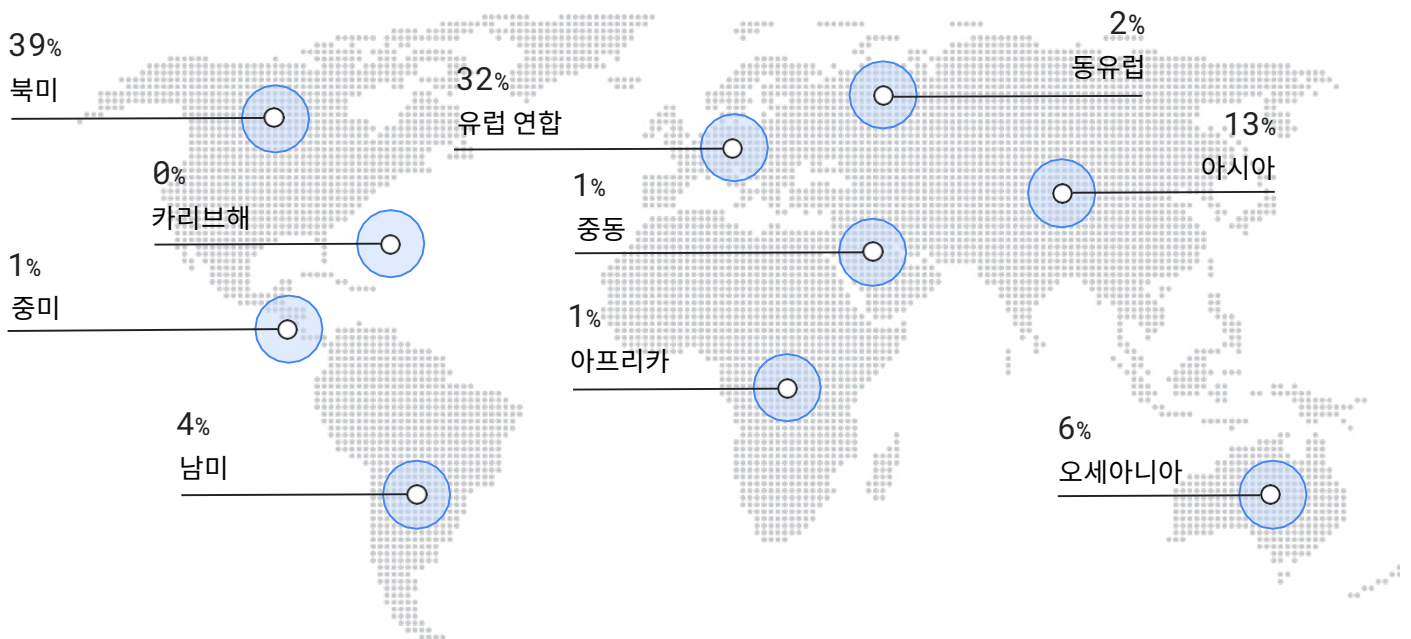 39%
북미
32%
유럽 연합
2%
동유럽
13%
아시아
0%
카리브해
1%
중동
1%
중미
1%
아프리카
4%
남미
6%
오세아니아